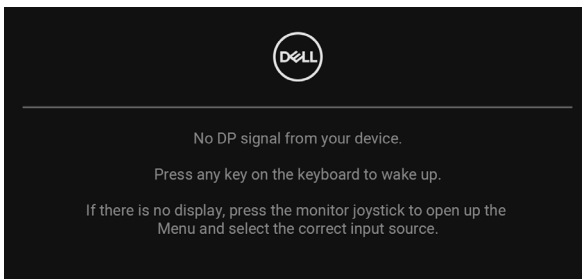 DELL
No DP signal from your device.
Press any key on the keyboard to wake up.
If there is no display, press the monitor joystick to open up the
Menu and select the correct input source.